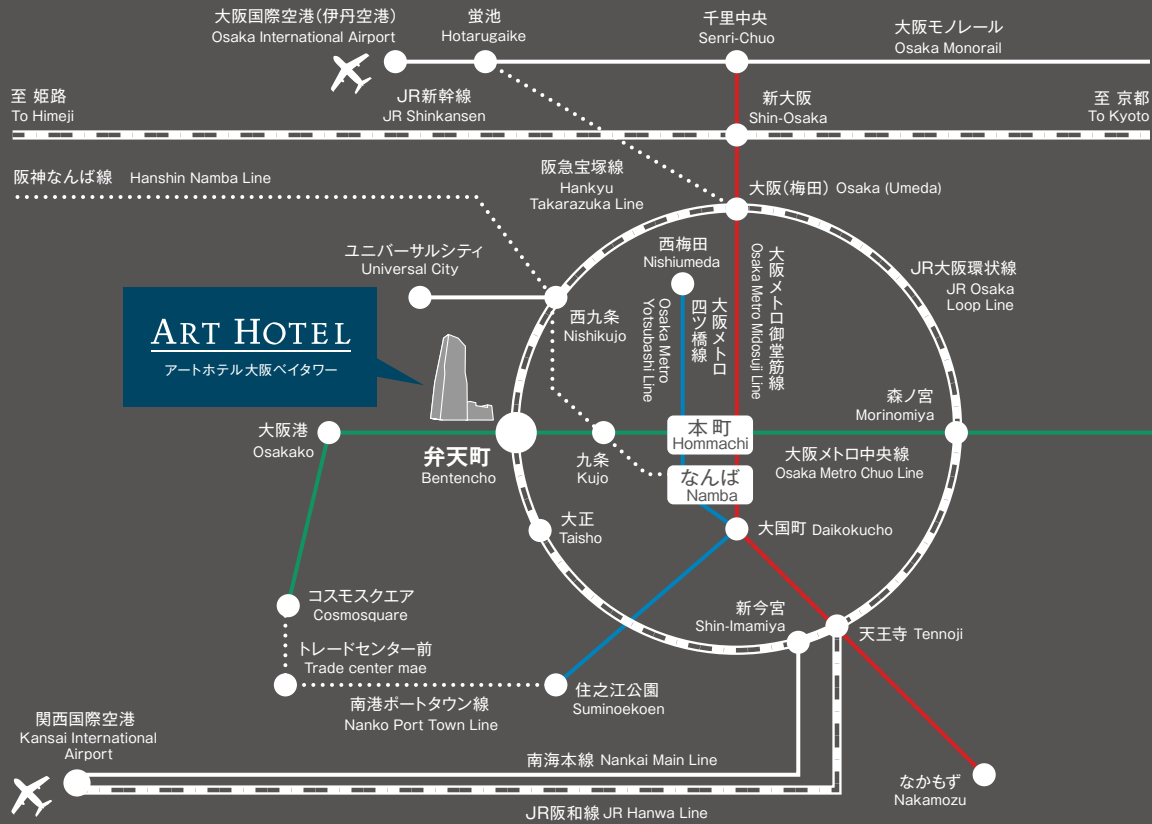 大阪国際空港(伊丹空港)
Osaka International Airport
蛍池
Hotarugaike
千里中央
Senri-Chuo
大阪モノレール
Osaka Monorail
至 姫路
To Himeji
JR新幹線
JR Shinkansen
新大阪
Shin-Osaka
至 京都
To Kyoto
阪神なんば線 Hanshin Namba Line
阪急宝塚線
Hankyu
Takarazuka Line
大阪(梅田) Osaka (Umeda)
ユニバーサルシティ
Universal City
西梅田
Nishiumeda
大阪メトロ御堂筋線
Osaka Metro Midosuji Line
JR大阪環状線
JR Osaka
Loop Line
ART HOTEL
アートホテル大阪ベイタワー
西九条
Nishikujo
大阪メトロ
四ツ橋線
Osaka Metro
Yotsubashi Line
森ノ宮
Morinomiya
大阪港
Osakako
弁天町
Bentencho
九条
Kujo
本町
Hommachi
大阪メトロ中央線
Osaka Metro Chuo Line
なんば
Namba
大正
Taisho
大国町 Daikokucho
コスモスクエア
Cosmosquare
新今宮
Shin-Imamiya
天王寺 Tennoji
トレードセンター前
Trade center mae
南港ポートタウン線
Nanko Port Town Line
住之江公園
Suminoekoen
関西国際空港
Kansai International
Airport
南海本線 Nankai Main Line
なかもず
Nakamozu
JR阪和線 JR Hanwa Line